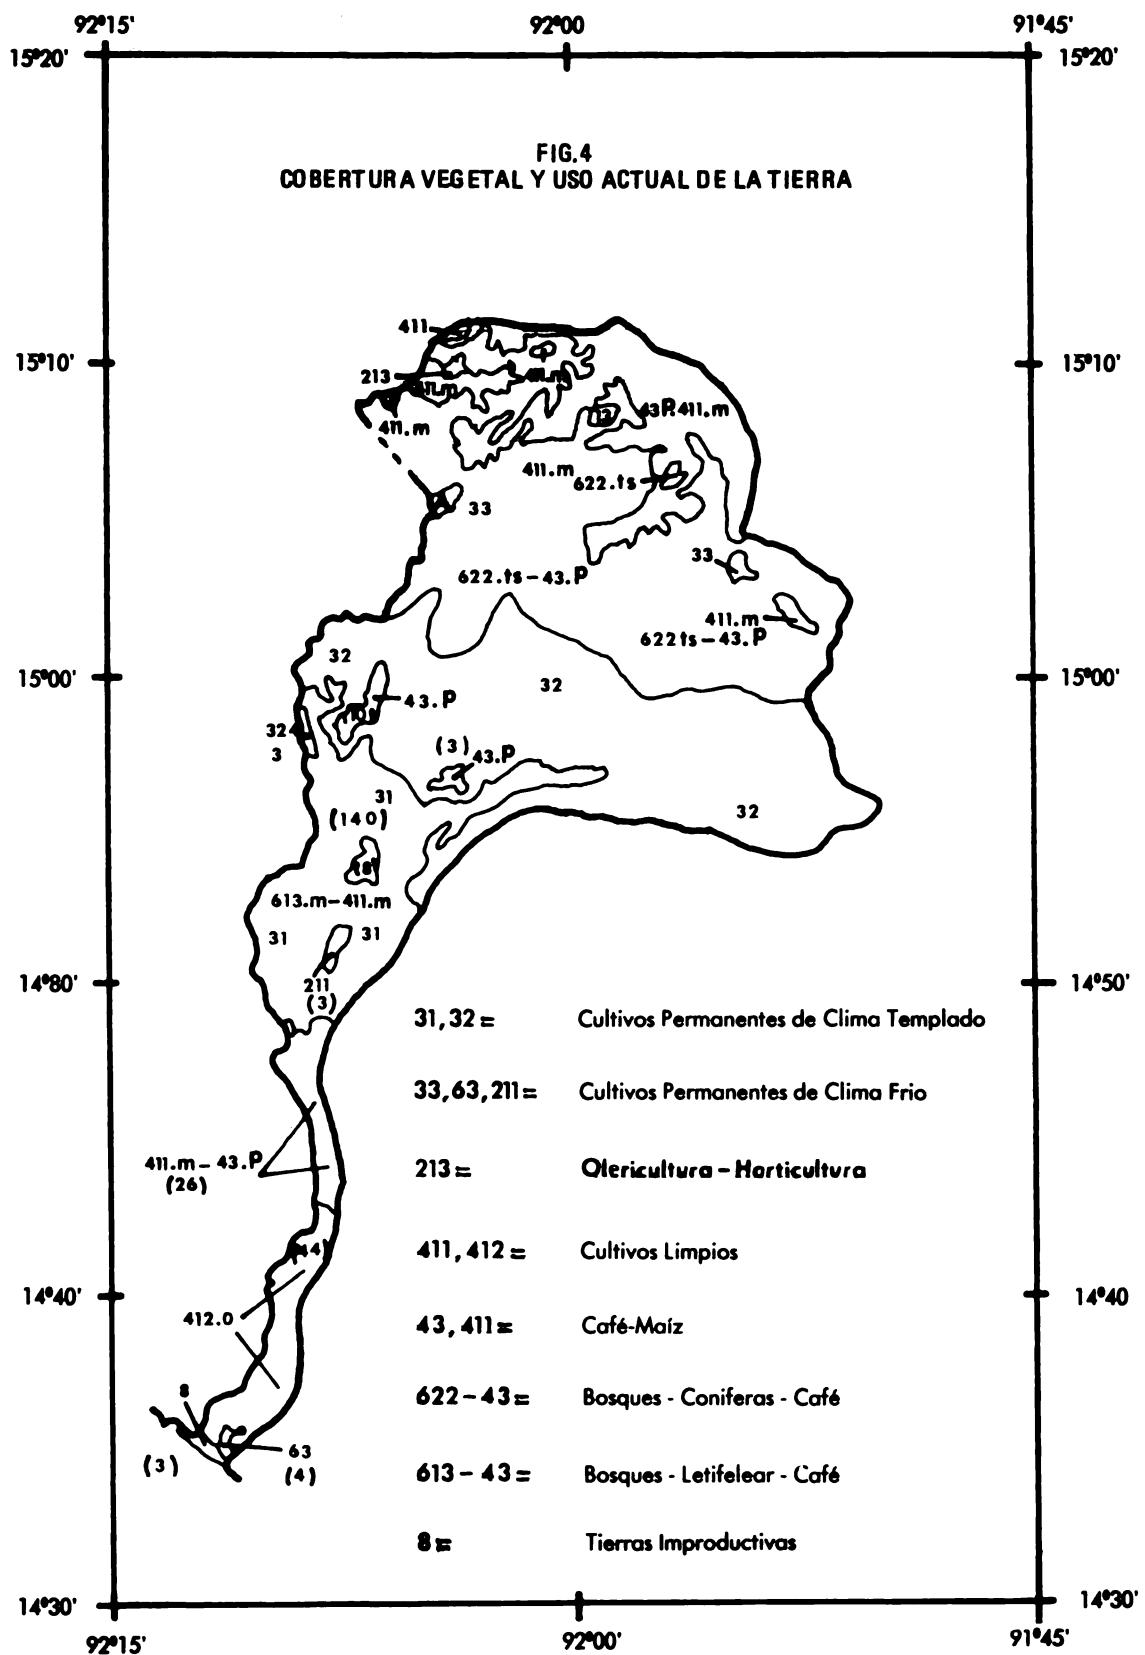 92°15'
92°00
91°45'
15°20'
15°20'
FIG.4
COBERTURA VEGETAL Y USO ACTUAL DE LA TIERRA
411
15°10'
15°10'
213
411.m
43P.411.m
12
411.m
411.m
622.ts
33
33
622.ts-43.P
411.m
622ts-43.P
32
15°00'
15°00'
32
43.P
32
3
(3)
43.P
31
32
(140)
(8)
613.m-411.m
31
31
14°80'
14°50'
211
(3)
31,32= Cultivos Permanentes de Clima Templado
33,63,211= Cultivos Permanentes de Clima Frio
411.m-43.P
(26)
213= Olericultura-Horticultura
(44)
411,412= Cultivos Limpios
14°40'
14°40'
412.0
43,411= Café-Maíz
8
622-43= Bosques - Coniferas - Café
63
(3)
(4)
613-43= Bosques - Letifelear - Café
8= Tierras Improductivas
14°30'
14°30'
92°15'
92°00'
91°45'